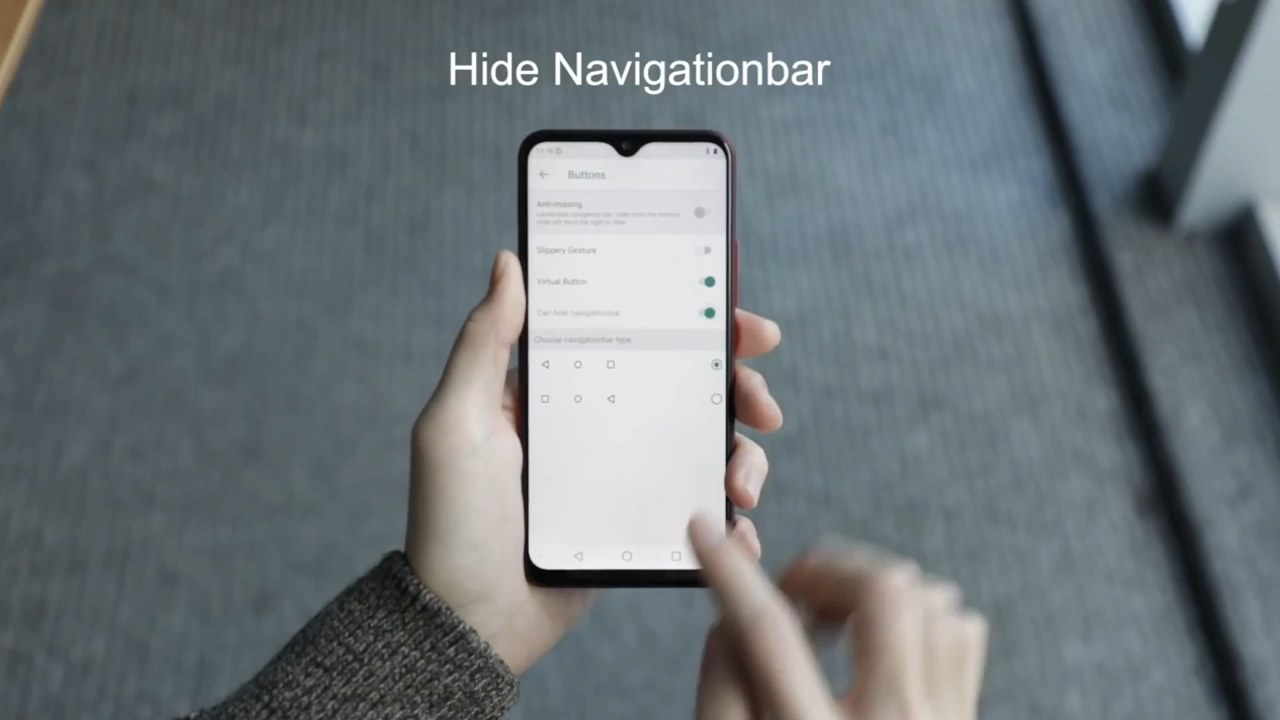 Hide Navigationbar
Buttons
Anti-missing
Slippery Gesture
Virtual Button
Can hide navigationbar
Choose navigationbar type